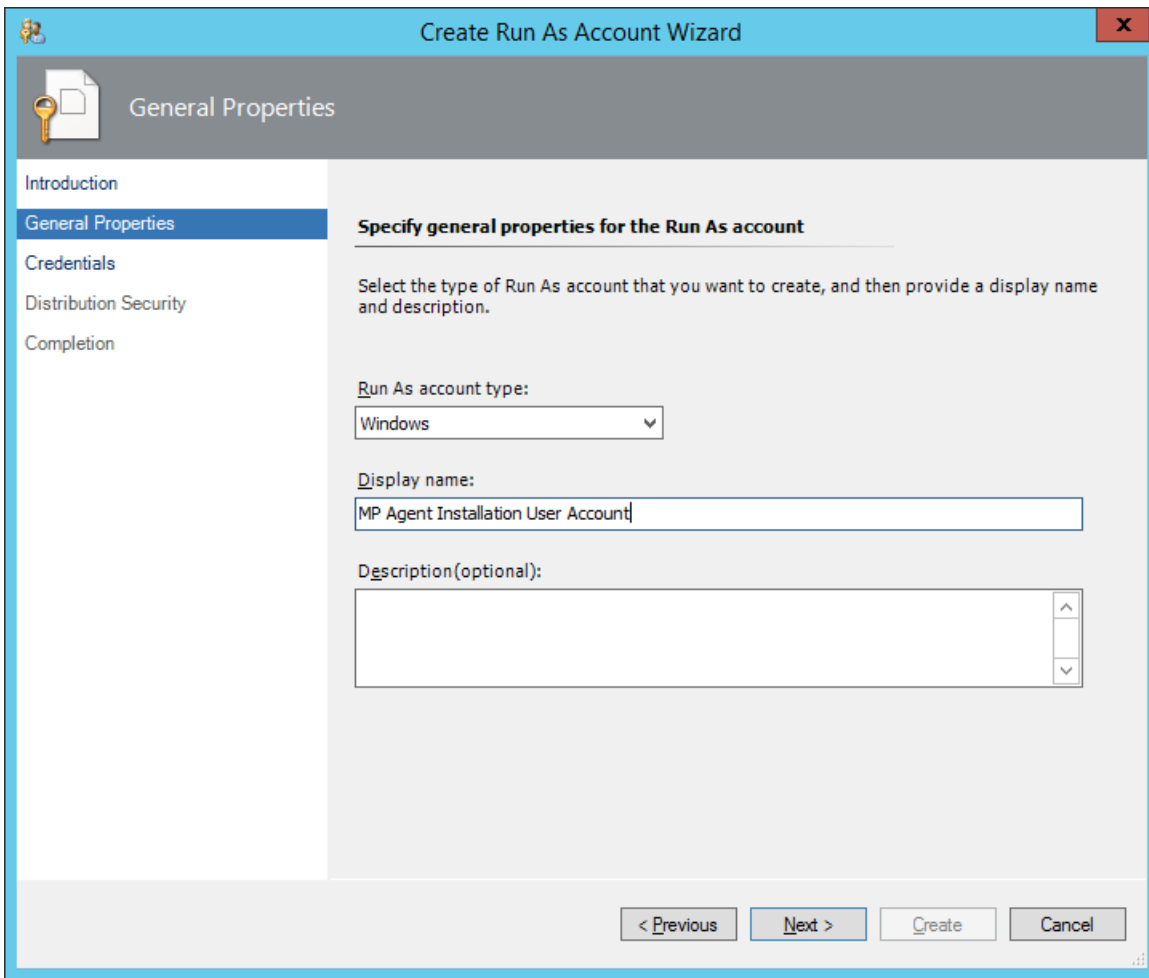 Create Run As Account Wizard
x
General Properties
Introduction
General Properties
Credentials
Distribution Security
Completion
Specify general properties for the Run As account
Select the type of Run As account that you want to create, and then provide a display name
and description.
Run As account type:
Windows
Display name:
MP Agent Installation User Account
Description(optional):
< Previous
Next >
Create
Cancel